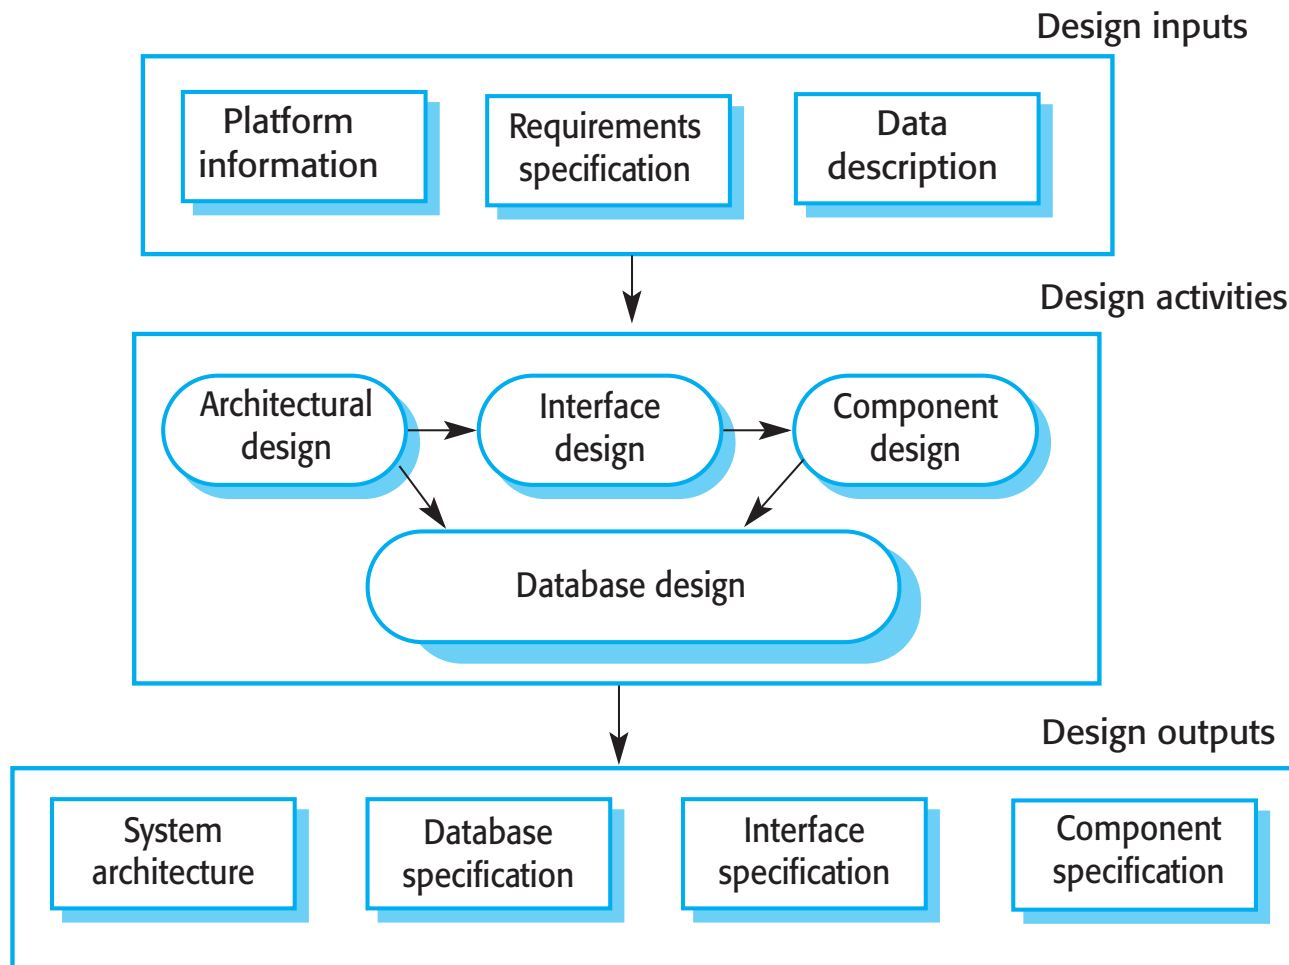 Design inputs
Platform
information
Requirements
specification
Data
description
Design activities
Architectural
design
Interface
design
Component
design
Database design
Design outputs
System
architecture
Database
specification
Interface
specification
Component
specification